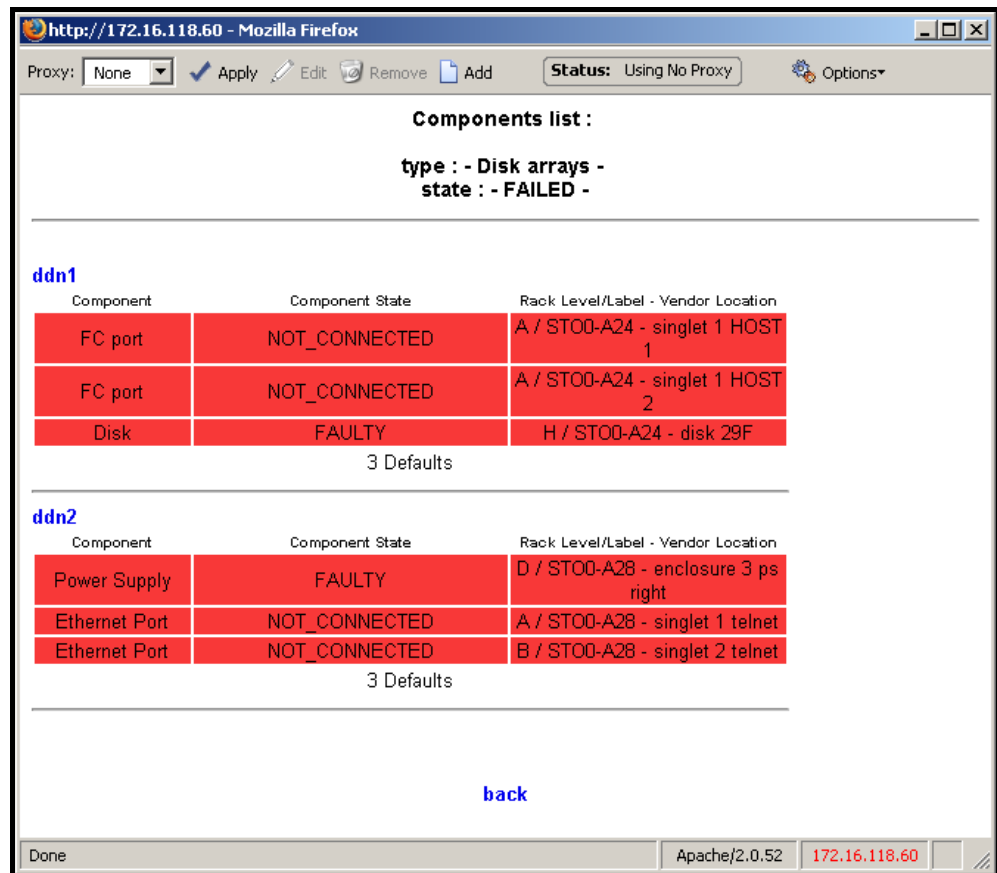 http://172.16.118.60 - Mozilla Firefox
Proxy: None Apply Edit Remove Add Status: Using No Proxy Options
Components list :
type : - Disk arrays -
state : - FAILED -
ddn1
Component Component State Rack Level/Label - Vendor Location
FC port NOT_CONNECTED A / STO0-A24 - singlet 1 HOST
1
FC port NOT_CONNECTED A / STO0-A24 - singlet 1 HOST
2
Disk FAULTY H / STO0-A24 - disk 29F
3 Defaults
ddn2
Component Component State Rack Level/Label - Vendor Location
Power Supply FAULTY D / STO0-A28 - enclosure 3 ps
right
Ethernet Port NOT_CONNECTED A / STO0-A28 - singlet 1 telnet
Ethernet Port NOT_CONNECTED B / STO0-A28 - singlet 2 telnet
3 Defaults
back
Done Apache/2.0.52 172.16.118.60